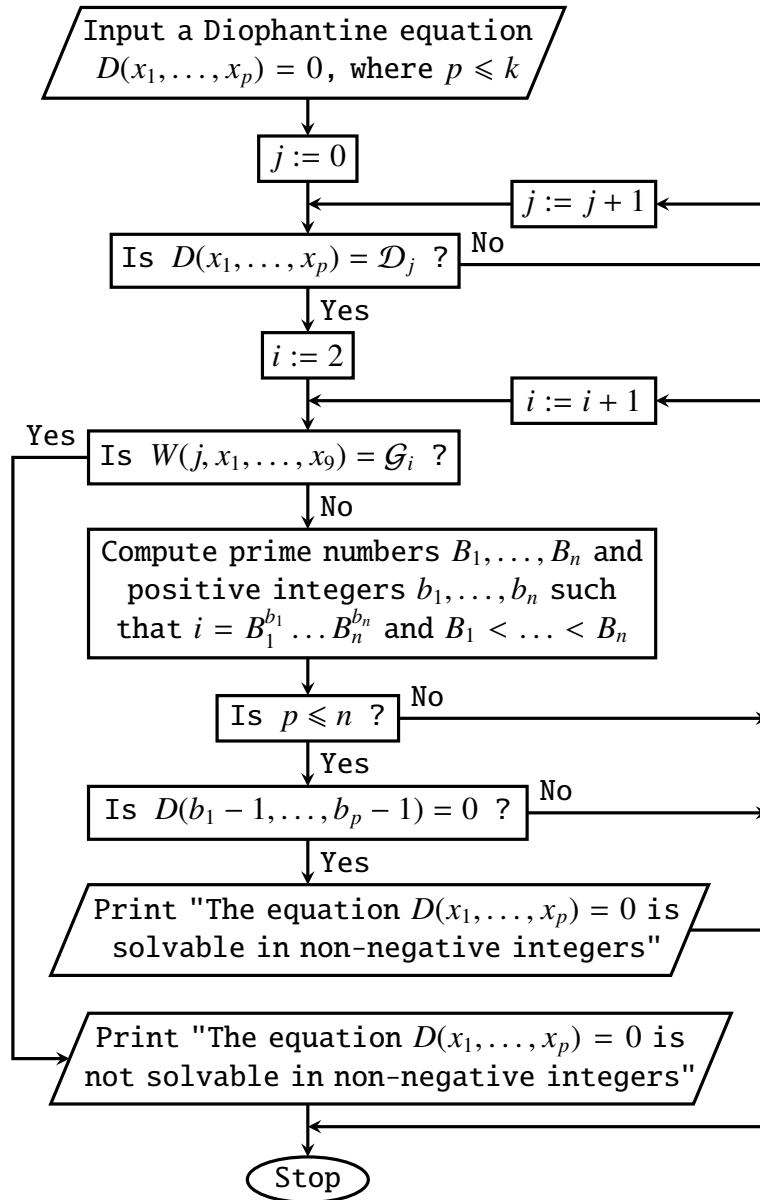 Input a Diophantine equation
D(x₁, . . . , xₚ) = 0, where p ⩽ k
j := 0
j := j + 1
Is D(x₁, . . . , xₚ) = 𝒟ⱼ ?
No
Yes
i := 2
i := i + 1
Yes
Is W(j, x₁, . . . , x₉) = 𝒢ᵢ ?
No
Compute prime numbers B₁, . . . , Bₙ and
positive integers b₁, . . . , bₙ such
that i = B₁^{b₁} . . . Bₙ^{bₙ} and B₁ < . . . < Bₙ
Is p ⩽ n ?
No
Yes
Is D(b₁ − 1, . . . , bₚ − 1) = 0 ?
No
Yes
Print "The equation D(x₁, . . . , xₚ) = 0 is
solvable in non-negative integers"
Print "The equation D(x₁, . . . , xₚ) = 0 is
not solvable in non-negative integers"
Stop